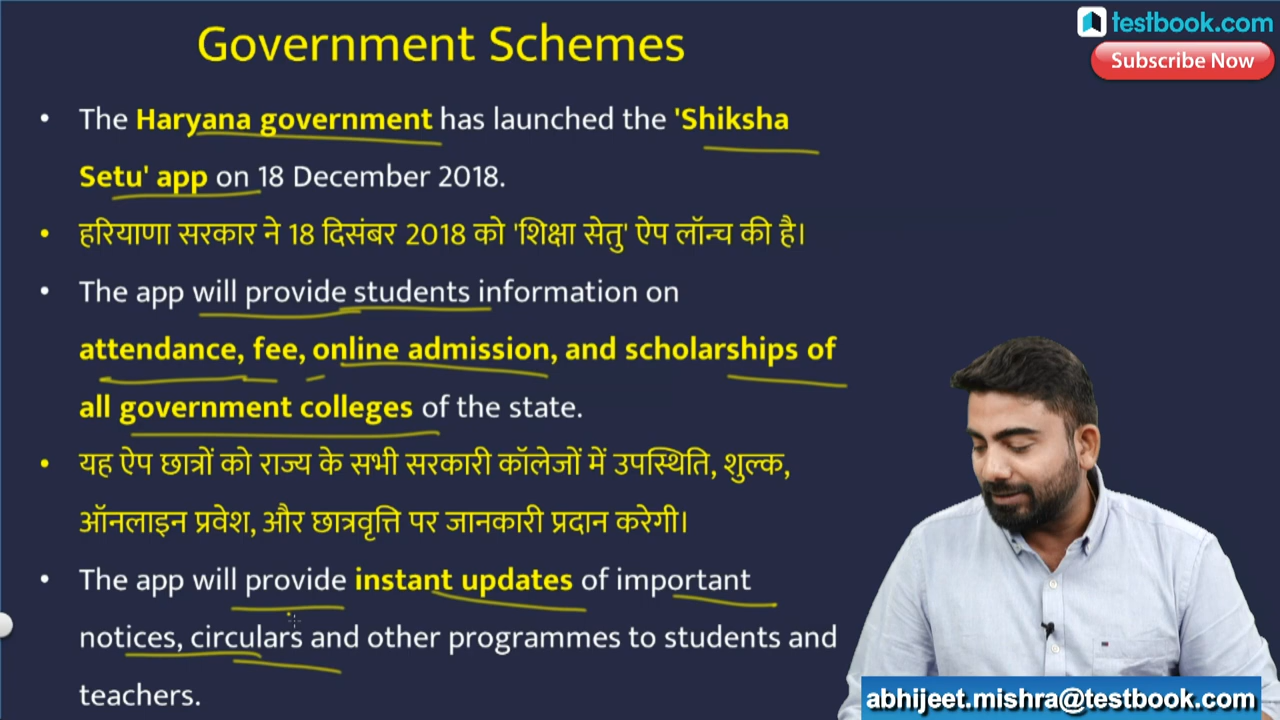 Government Schemes
testbook.com
Subscribe Now
• The Haryana government has launched the 'Shiksha
Setu' app on 18 December 2018.
• हरियाणा सरकार ने 18 दिसंबर 2018 को 'शिक्षा सेतु' ऐप लॉन्च की है।
• The app will provide students information on
attendance, fee, online admission, and scholarships of
all government colleges of the state.
• यह ऐप छात्रों को राज्य के सभी सरकारी कॉलेजों में उपस्थिति, शुल्क,
ऑनलाइन प्रवेश, और छात्रवृत्ति पर जानकारी प्रदान करेगी।
• The app will provide instant updates of important
notices, circulars and other programmes to students and
teachers.
abhijeet.mishra@testbook.com